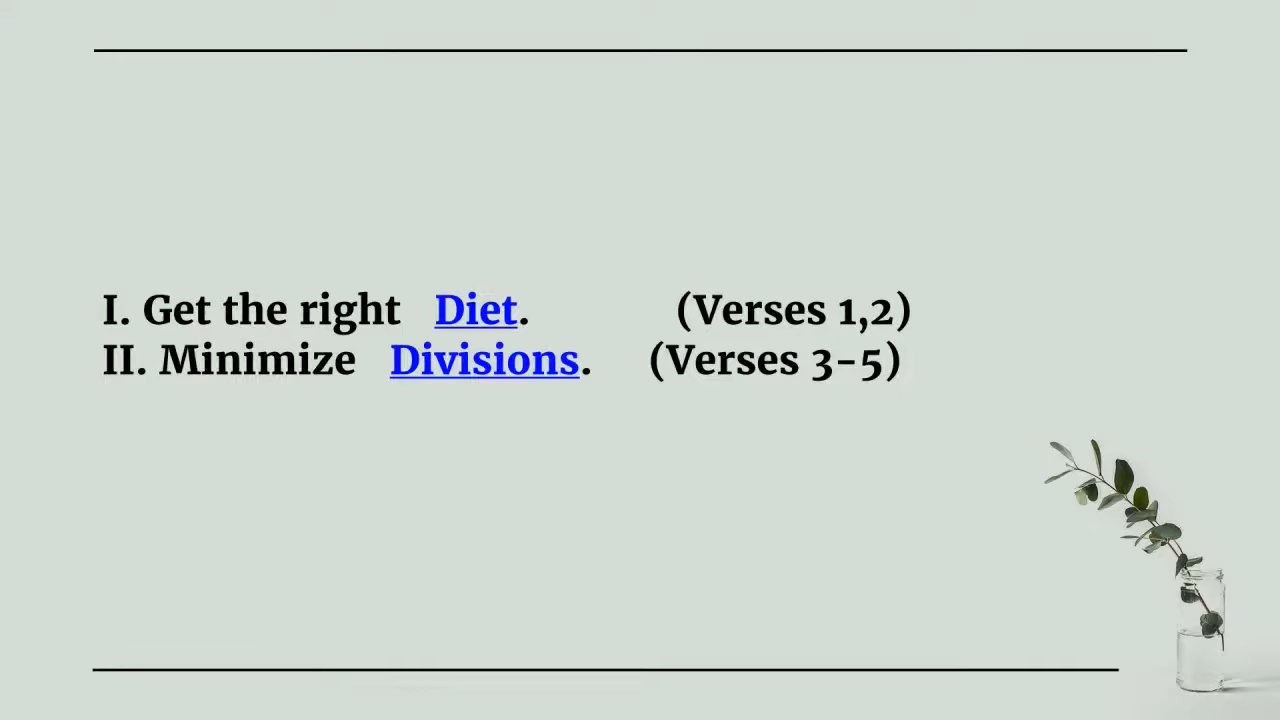 I. Get the right Diet. (Verses 1,2)
II. Minimize Divisions. (Verses 3-5)